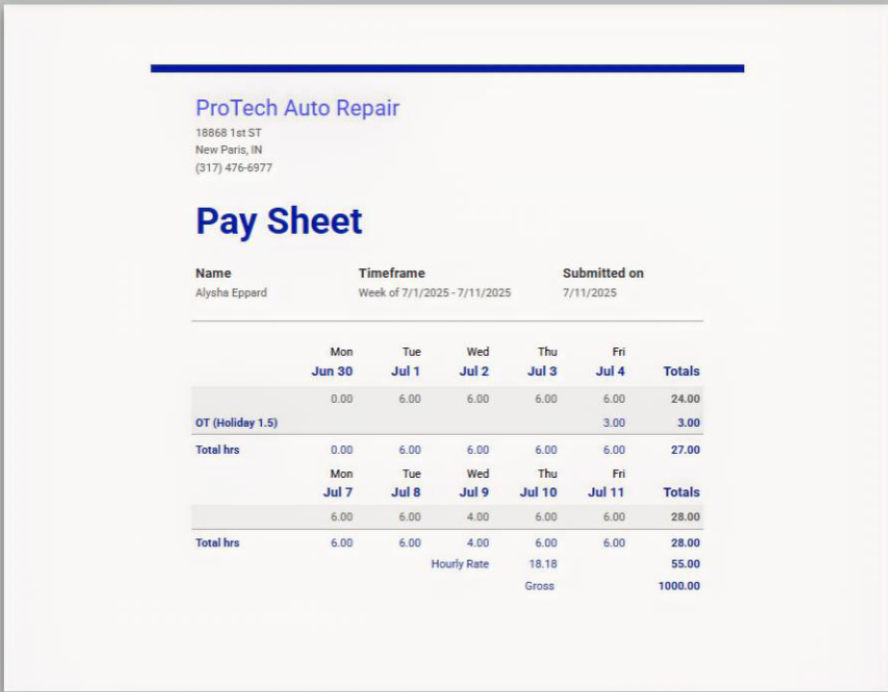 ProTech Auto Repair
18868 1st ST
New Paris, IN
(317) 476-6977
Pay Sheet
Name Timeframe Submitted on
Alysha Eppard Week of 7/1/2025 - 7/11/2025 7/11/2025
Mon Tue Wed Thu Fri
Jun 30 Jul 1 Jul 2 Jul 3 Jul 4 Totals
0.00 6.00 6.00 6.00 6.00 24.00
OT (Holiday 1.5) 3.00 3.00
Total hrs 0.00 6.00 6.00 6.00 6.00 27.00
Mon Tue Wed Thu Fri
Jul 7 Jul 8 Jul 9 Jul 10 Jul 11 Totals
6.00 6.00 4.00 6.00 6.00 28.00
Total hrs 6.00 6.00 4.00 6.00 6.00 28.00
Hourly Rate 18.18 55.00
Gross 1000.00